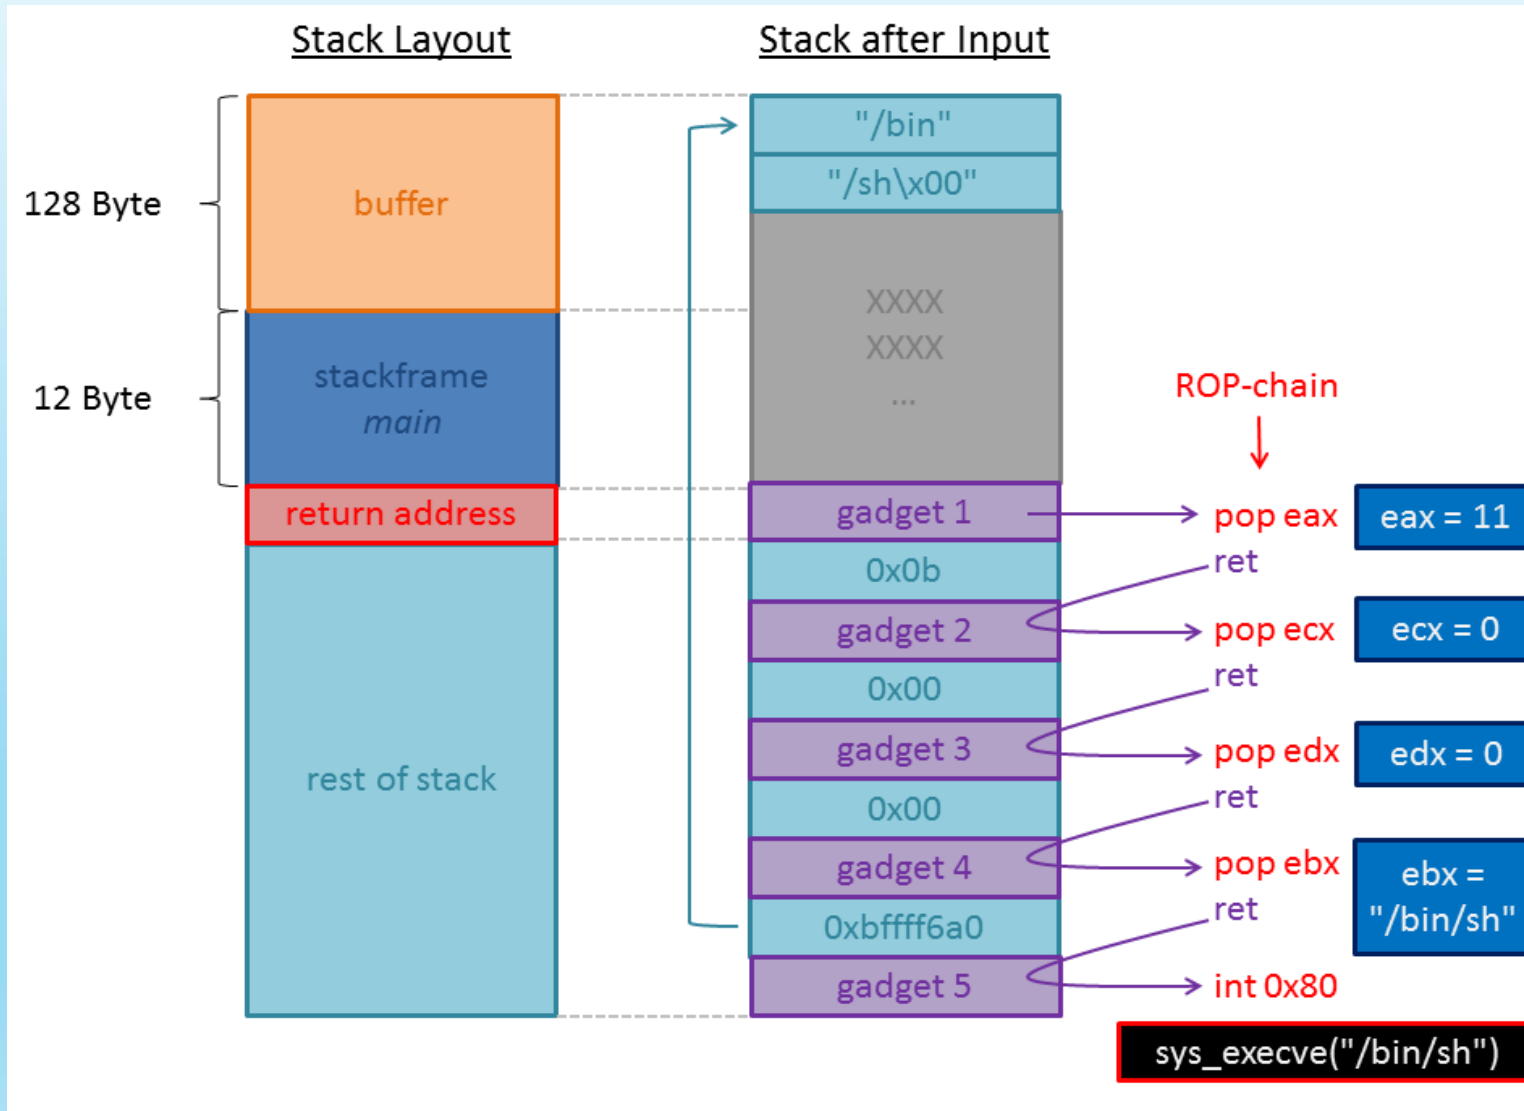 Stack Layout
Stack after Input
128 Byte
buffer
12 Byte
stackframe
main
return address
rest of stack
"/bin"
"/sh\x00"
XXXX
XXXX
...
gadget 1
0x0b
gadget 2
0x00
gadget 3
0x00
gadget 4
0xbffff6a0
gadget 5
ROP-chain
pop eax
ret
eax = 11
pop ecx
ret
ecx = 0
pop edx
ret
edx = 0
pop ebx
ret
ebx =
"/bin/sh"
int 0x80
sys_execve("/bin/sh")